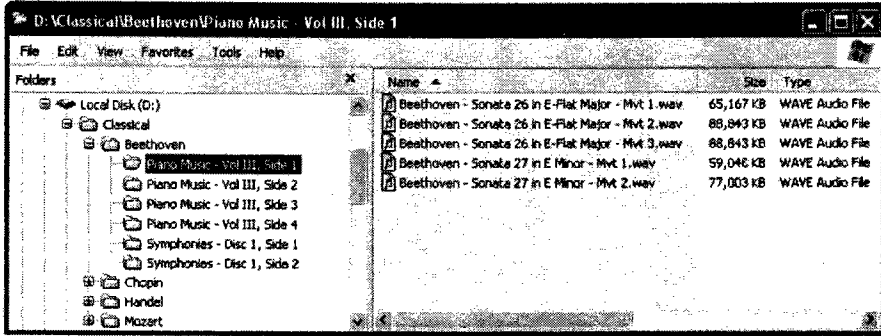 D:\Classical\Beethoven\Piano Music - Vol III, Side 1
File Edit View Favorites Tools Help
Folders x
Local Disk (D:)
Classical
Beethoven
Piano Music - Vol III, Side 1
Piano Music - Vol III, Side 2
Piano Music - Vol III, Side 3
Piano Music - Vol III, Side 4
Symphonies - Disc 1, Side 1
Symphonies - Disc 1, Side 2
Chopin
Handel
Mozart
Name Size Type
Beethoven - Sonata 26 in E-Flat Major - Mvt 1.wav 65,167 KB WAVE Audio File
Beethoven - Sonata 26 in E-Flat Major - Mvt 2.wav 88,843 KB WAVE Audio File
Beethoven - Sonata 26 in E-Flat Major - Mvt 3.wav 88,843 KB WAVE Audio File
Beethoven - Sonata 27 in E Minor - Mvt 1.wav 59,046 KB WAVE Audio File
Beethoven - Sonata 27 in E Minor - Mvt 2.wav 77,003 KB WAVE Audio File